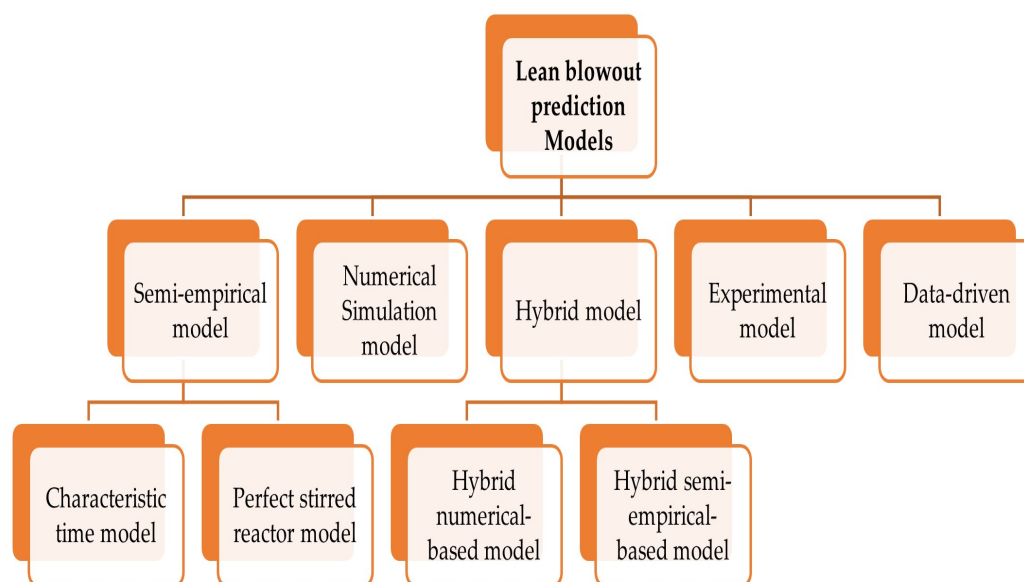 Lean blowout
prediction
Models
Semi-empirical
model
Numerical
Simulation
model
Hybrid model
Experimental
model
Data-driven
model
Characteristic
time model
Perfect stirred
reactor model
Hybrid
numerical-
based model
Hybrid semi-
empirical-
based model